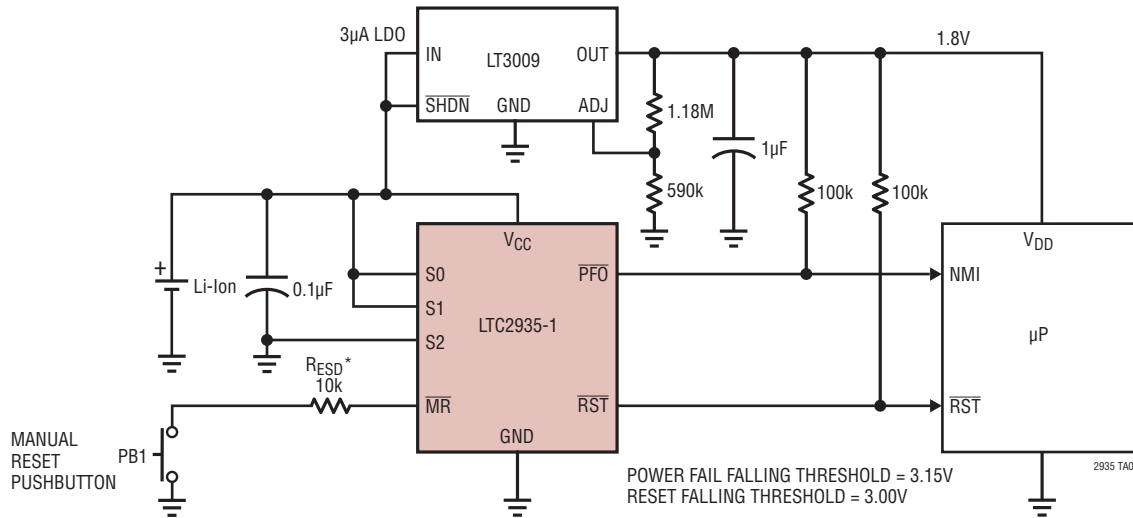 3µA LDO
IN
LT3009
OUT
1.8V
SHDN
GND
ADJ
1.18M
1µF
590k
100k
100k
VCC
VDD
+
Li-Ion
0.1µF
S0
PFO
NMI
S1
LTC2935-1
µP
S2
RESD*
10k
MR
RST
RST
GND
MANUAL
RESET
PUSHBUTTON
PB1
POWER FAIL FALLING THRESHOLD = 3.15V
RESET FALLING THRESHOLD = 3.00V
2935 TA0